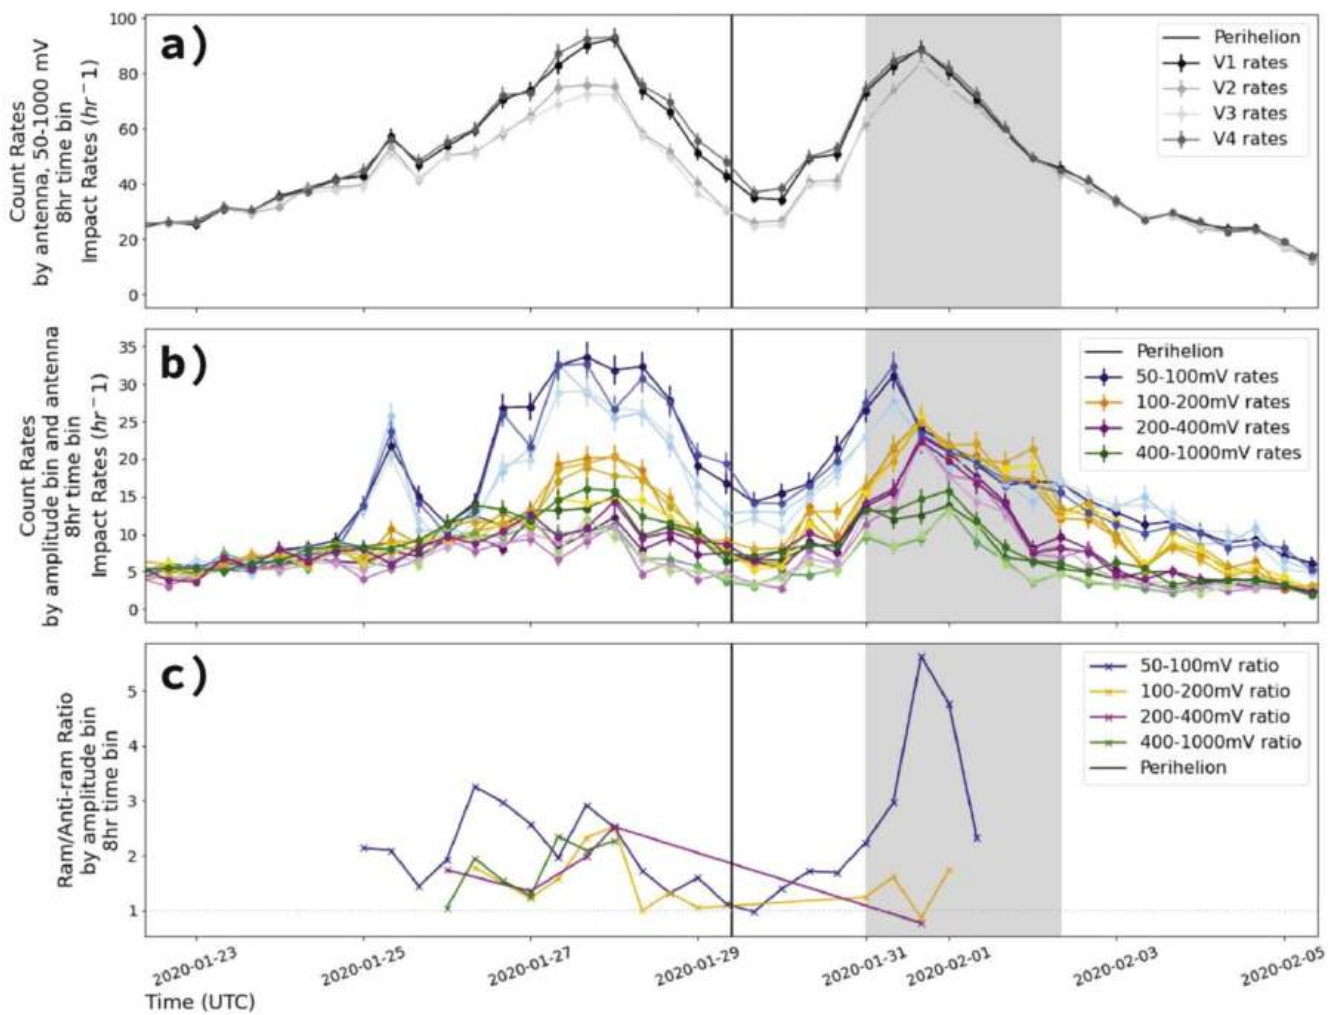 a)
Count Rates
by antenna, 50-1000 mV
8hr time bin
Impact Rates (hr⁻1)
100
80
60
40
20
0
Perihelion
V1 rates
V2 rates
V3 rates
V4 rates
b)
Count Rates
by amplitude bin and antenna
8hr time bin
Impact Rates (hr⁻1)
35
30
25
20
15
10
5
0
Perihelion
50-100mV rates
100-200mV rates
200-400mV rates
400-1000mV rates
c)
Ram/Anti-ram Ratio
by amplitude bin
8hr time bin
5
4
3
2
1
50-100mV ratio
100-200mV ratio
200-400mV ratio
400-1000mV ratio
Perihelion
2020-01-23
2020-01-25
2020-01-27
2020-01-29
2020-01-31
2020-02-01
2020-02-03
2020-02-05
Time (UTC)